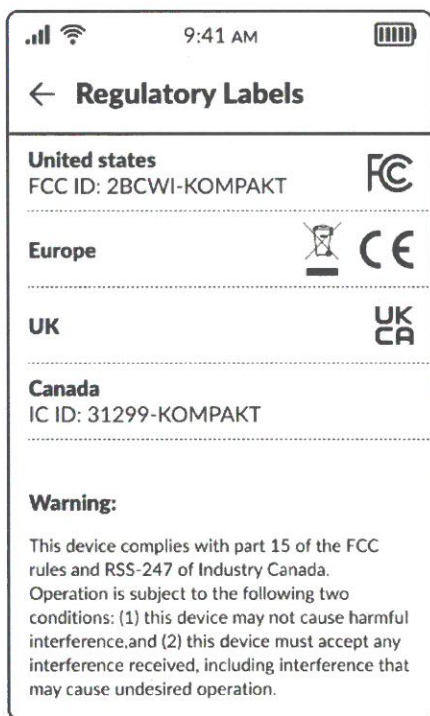 9:41 AM
← Regulatory Labels
United states
FCC ID: 2BCWI-KOMPAKT
FC
Europe
CE
UK
UK
CA
Canada
IC ID: 31299-KOMPAKT
Warning:
This device complies with part 15 of the FCC
rules and RSS-247 of Industry Canada.
Operation is subject to the following two
conditions: (1) this device may not cause harmful
interference,and (2) this device must accept any
interference received, including interference that
may cause undesired operation.